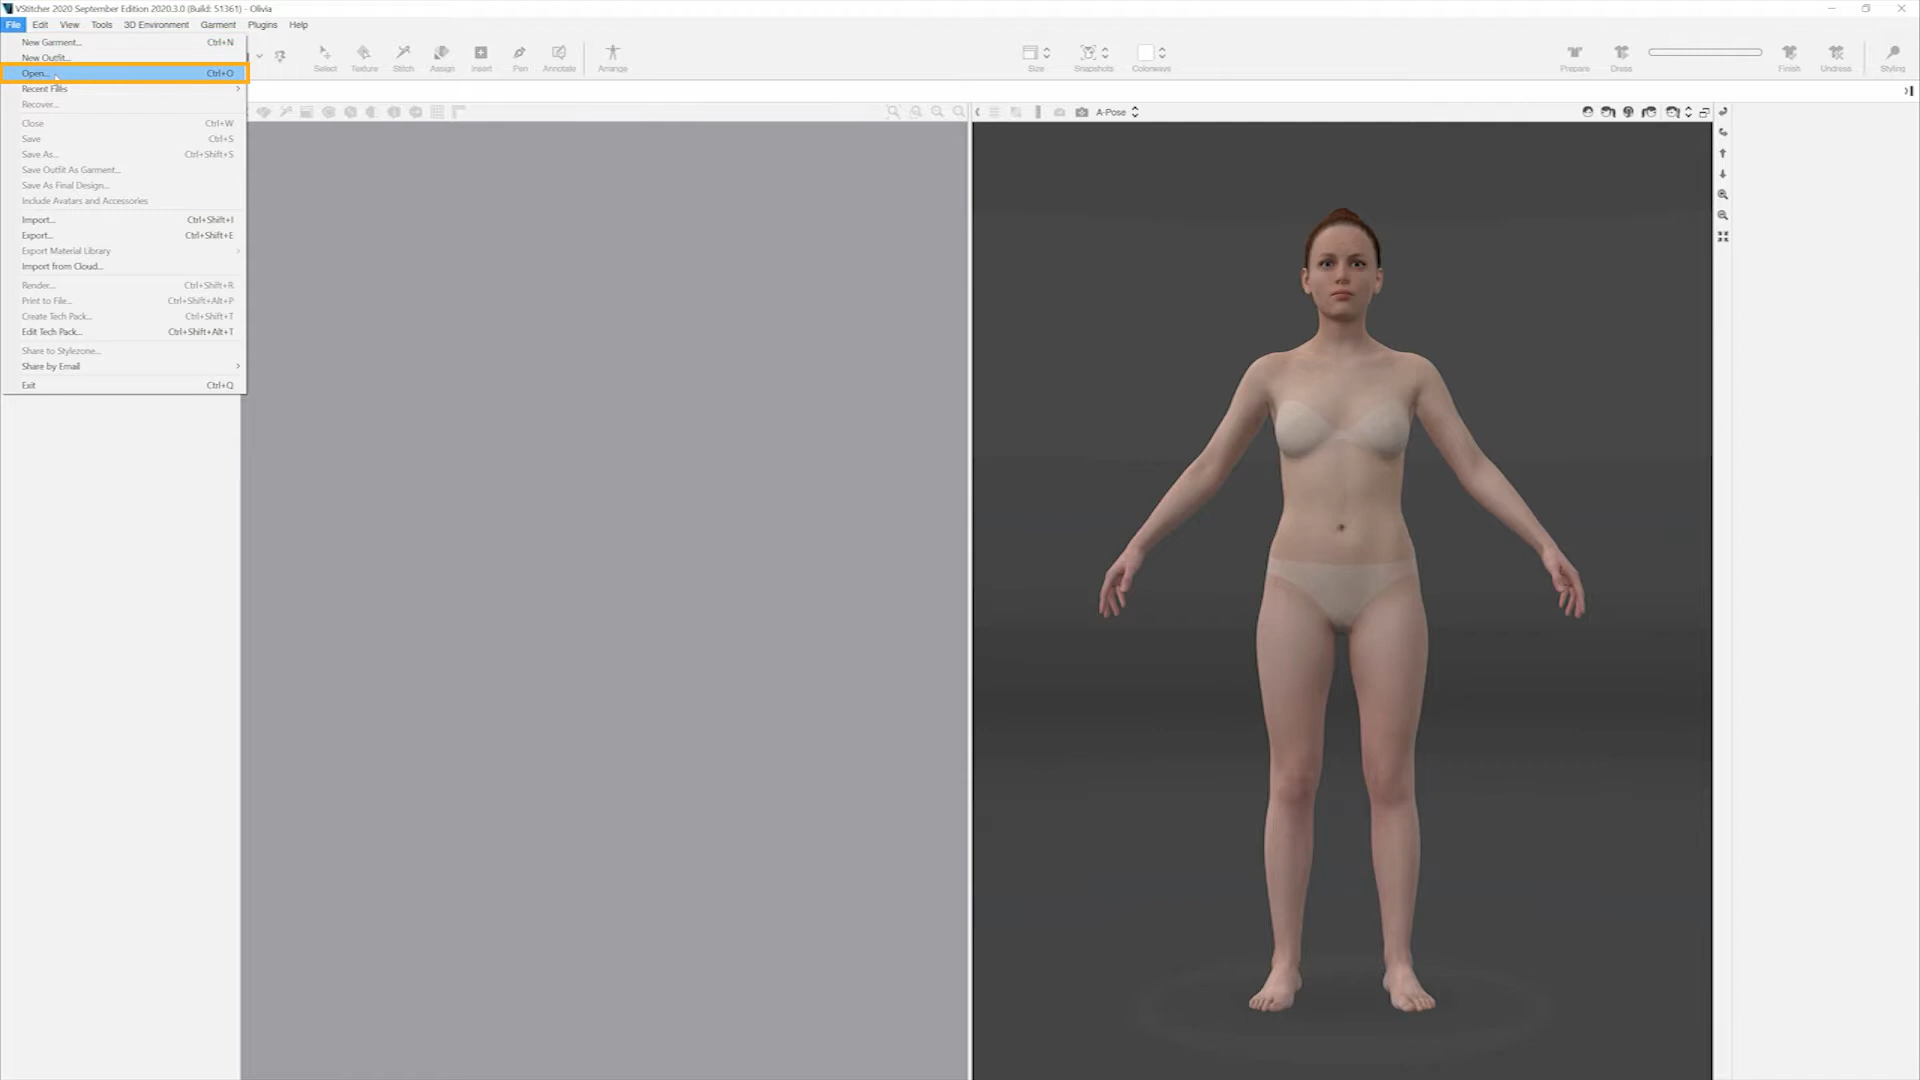 VStitcher 2020 September Edition 2020.3.0 (Build: 51361) - Olivia
File Edit View Tools 3D Environment Garment Plugins Help
New Garment... Ctrl+N
New Outfit...
Open... Ctrl+O
Recent Files
Recover...
Close Ctrl+W
Save Ctrl+S
Save As... Ctrl+Shift+S
Save Outfit As Garment...
Save As Final Design...
Include Avatars and Accessories
Import... Ctrl+Shift+I
Export... Ctrl+Shift+E
Export Material Library
Import from Cloud...
Render... Ctrl+Shift+R
Print to File... Ctrl+Shift+Alt+P
Create Tech Pack... Ctrl+Shift+T
Edit Tech Pack... Ctrl+Shift+Alt+T
Share to Stylezone...
Share by Email
Exit Ctrl+Q
Select Texture Stitch Assign Insert Pen Annotate Arrange Size Snapshots Colorways Prepare Dress Finish Undress Styling
A-Pose